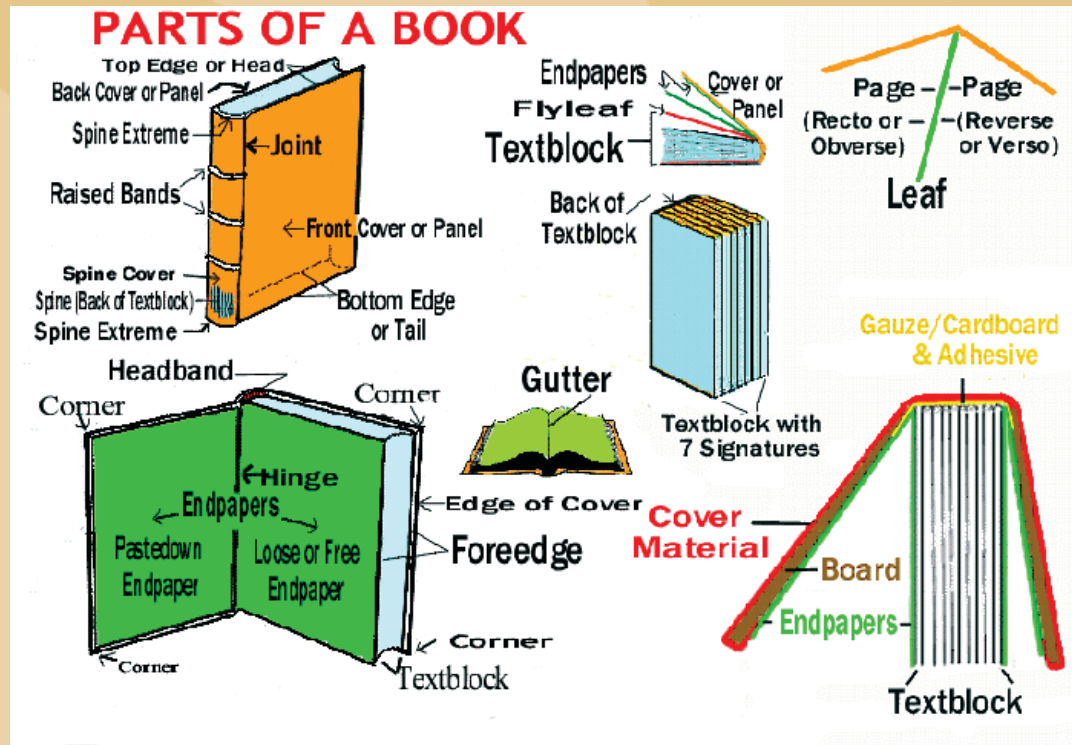 PARTS OF A BOOK
Top Edge or Head
Back Cover or Panel
Spine Extreme
Joint
Raised Bands
Front Cover or Panel
Spine Cover
Spine (Back of Textblock)
Spine Extreme
Bottom Edge
or Tail
Endpapers
Cover or
Panel
Flyleaf
Textblock
Page
Page
(Recto or
Obverse)
(Reverse
or Verso)
Leaf
Back of
Textblock
Textblock with
7 Signatures
Headband
Corner
Corner
Hinge
Endpapers
Pastedown
Endpaper
Loose or Free
Endpaper
Edge of Cover
Foreedge
Corner
Corner
Textblock
Gutter
Gauze/Cardboard
& Adhesive
Cover
Material
Board
Endpapers
Textblock